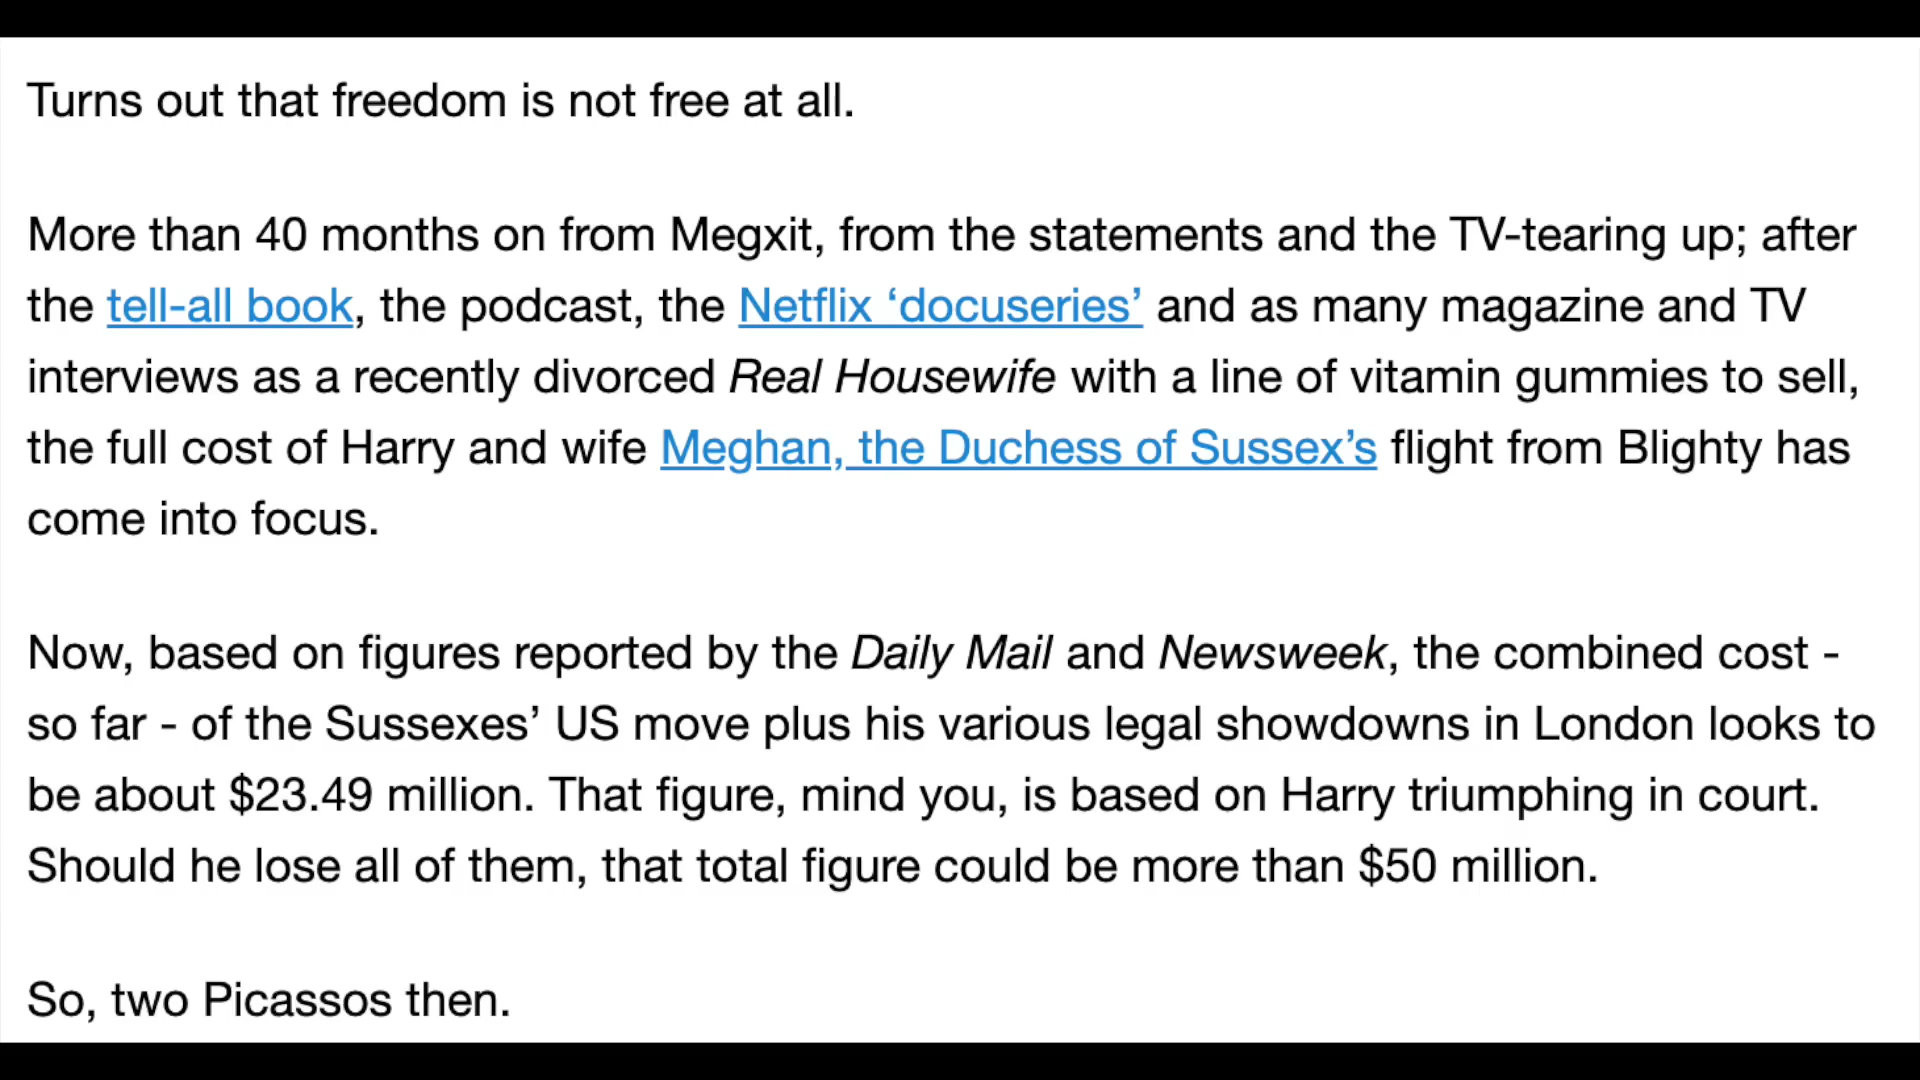 Turns out that freedom is not free at all.
More than 40 months on from Megxit, from the statements and the TV-tearing up; after
the tell-all book, the podcast, the Netflix ‘docuseries’ and as many magazine and TV
interviews as a recently divorced Real Housewife with a line of vitamin gummies to sell,
the full cost of Harry and wife Meghan, the Duchess of Sussex’s flight from Blighty has
come into focus.
Now, based on figures reported by the Daily Mail and Newsweek, the combined cost -
so far - of the Sussexes’ US move plus his various legal showdowns in London looks to
be about $23.49 million. That figure, mind you, is based on Harry triumphing in court.
Should he lose all of them, that total figure could be more than $50 million.
So, two Picassos then.